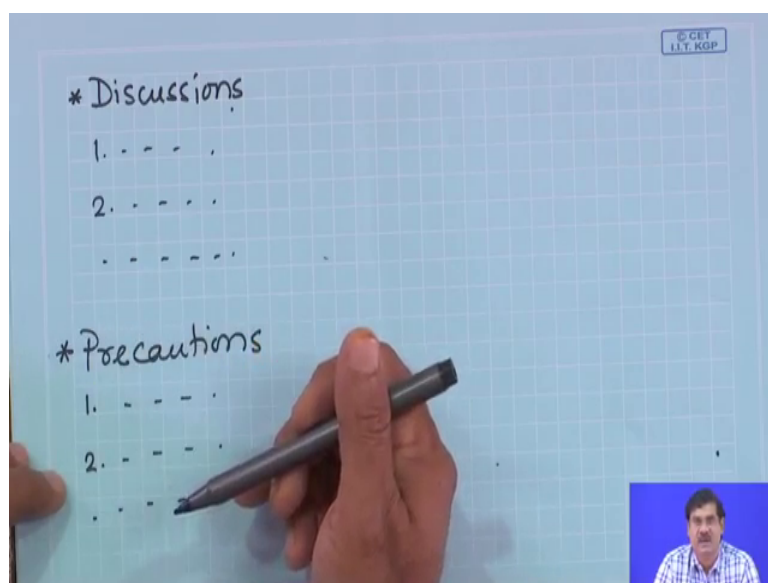 © CET
I.I.T. KGP
* Discussions
1. - - - .
2. - - - .
. - - - - .
* Precautions
1. - - - .
2. - - - .
. - - -